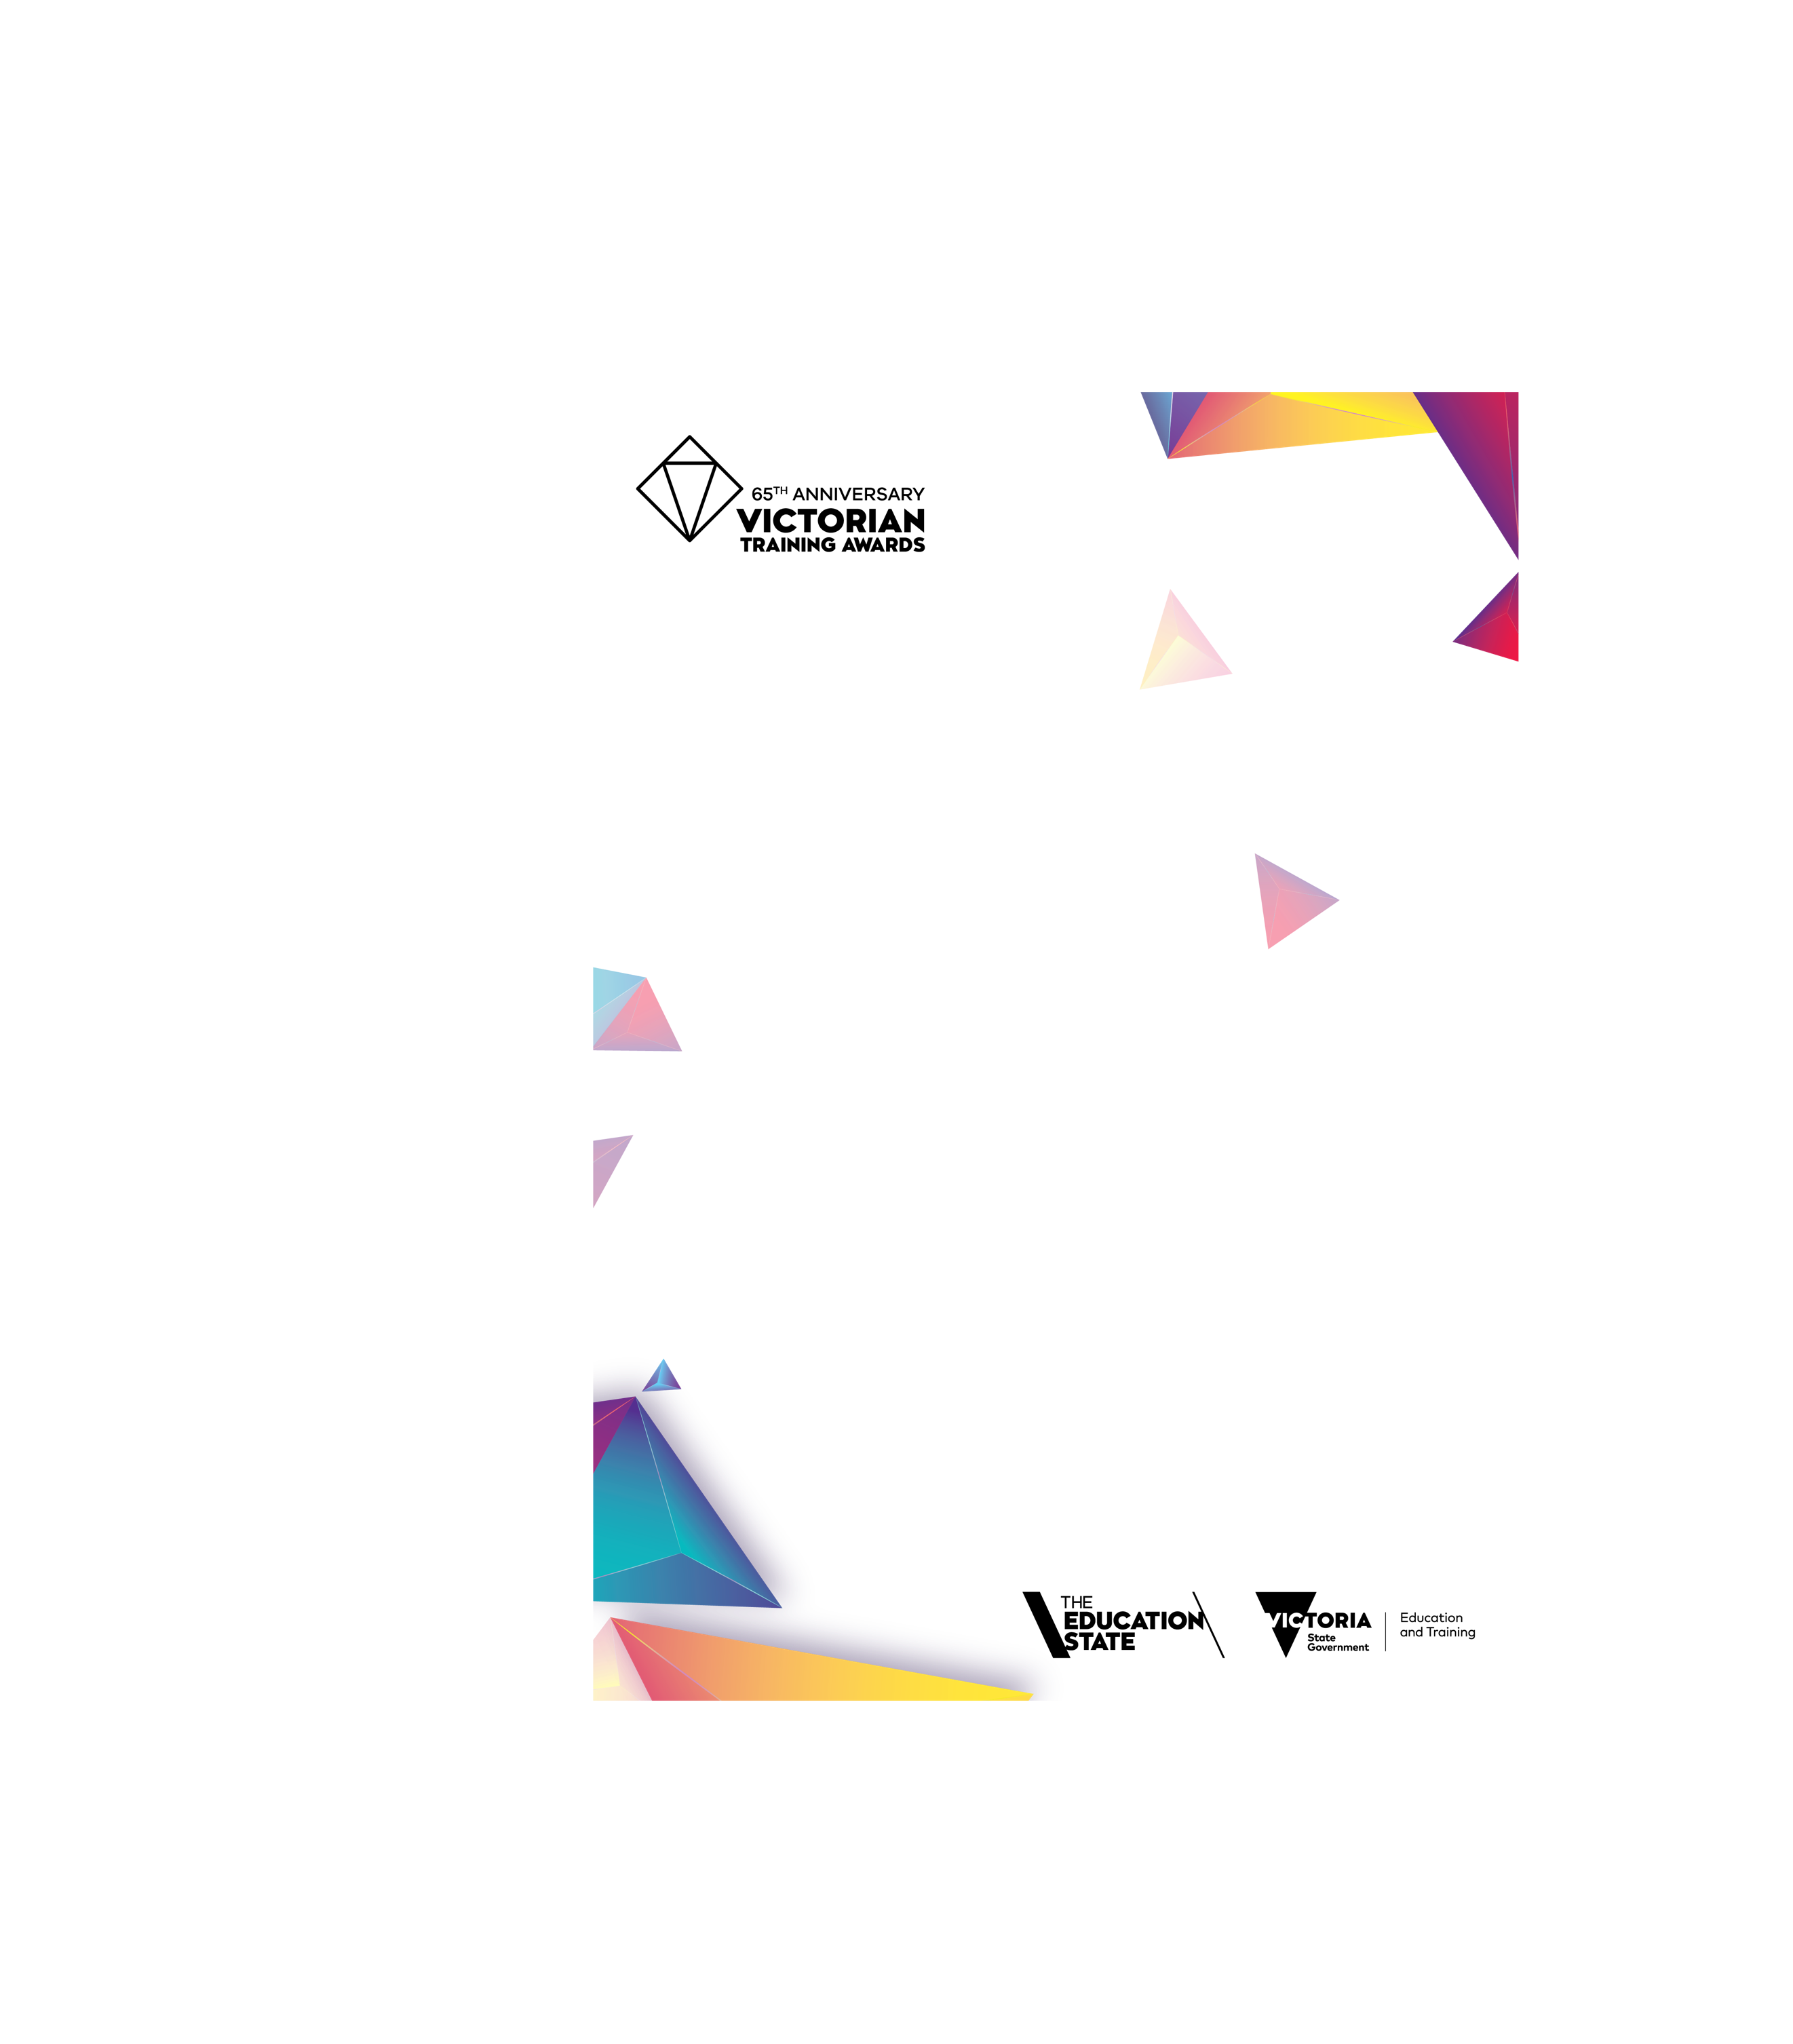 65TH ANNIVERSARY
VICTORIAN
TRAINING AWARDS
THE
EDUCATION
STATE
VICTORIA
State
Government
Education
and Training